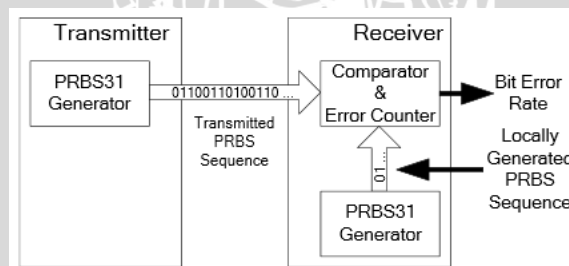 Transmitter
Receiver
PRBS31
Generator
01100110100110 ...
Transmitted
PRBS
Sequence
Comparator
&
Error Counter
Bit Error
Rate
01 ...
Locally
Generated
PRBS
Sequence
PRBS31
Generator